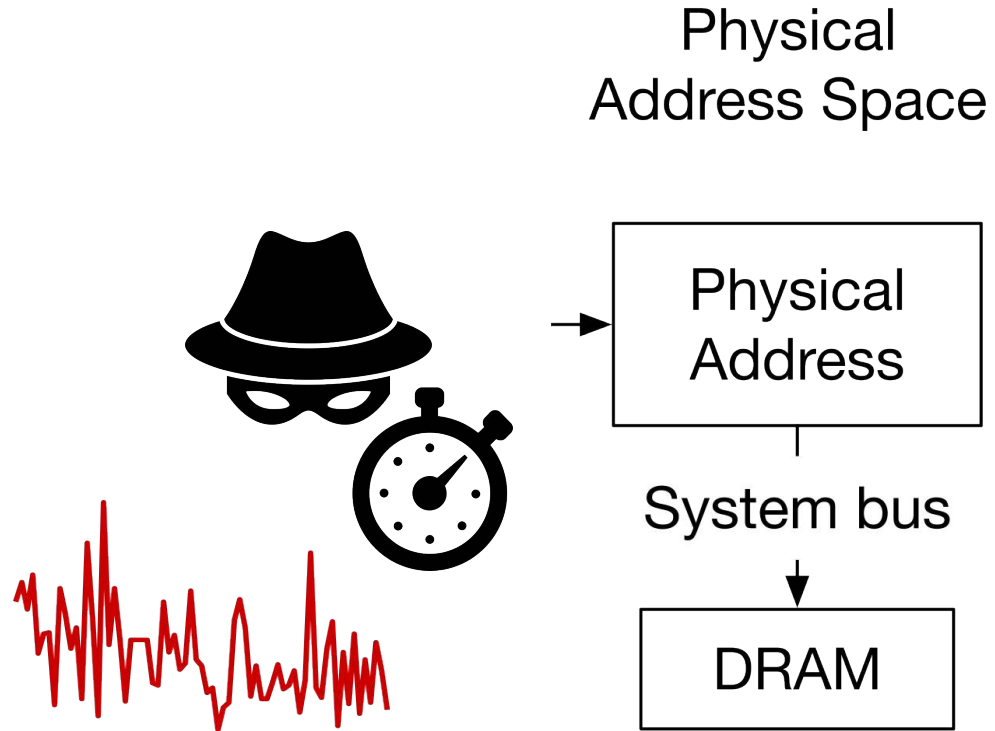 Physical
Address Space
Physical
Address
System bus
DRAM